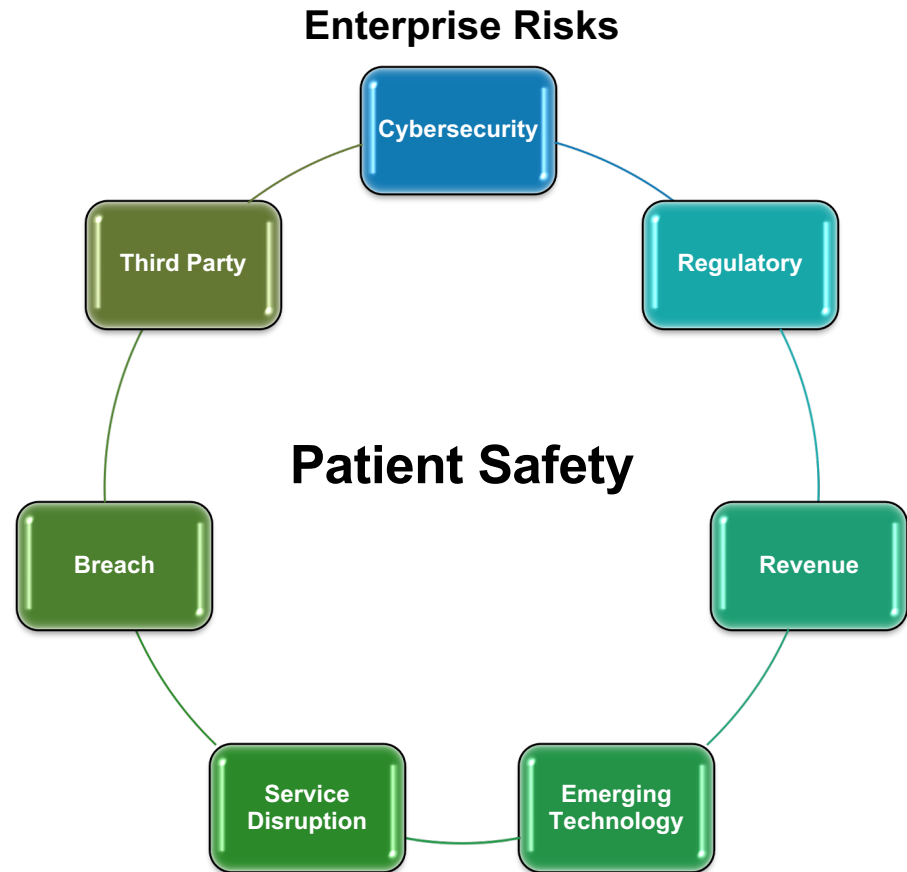 Enterprise Risks
Cybersecurity
Third Party
Regulatory
Patient Safety
Breach
Revenue
Service
Disruption
Emerging
Technology